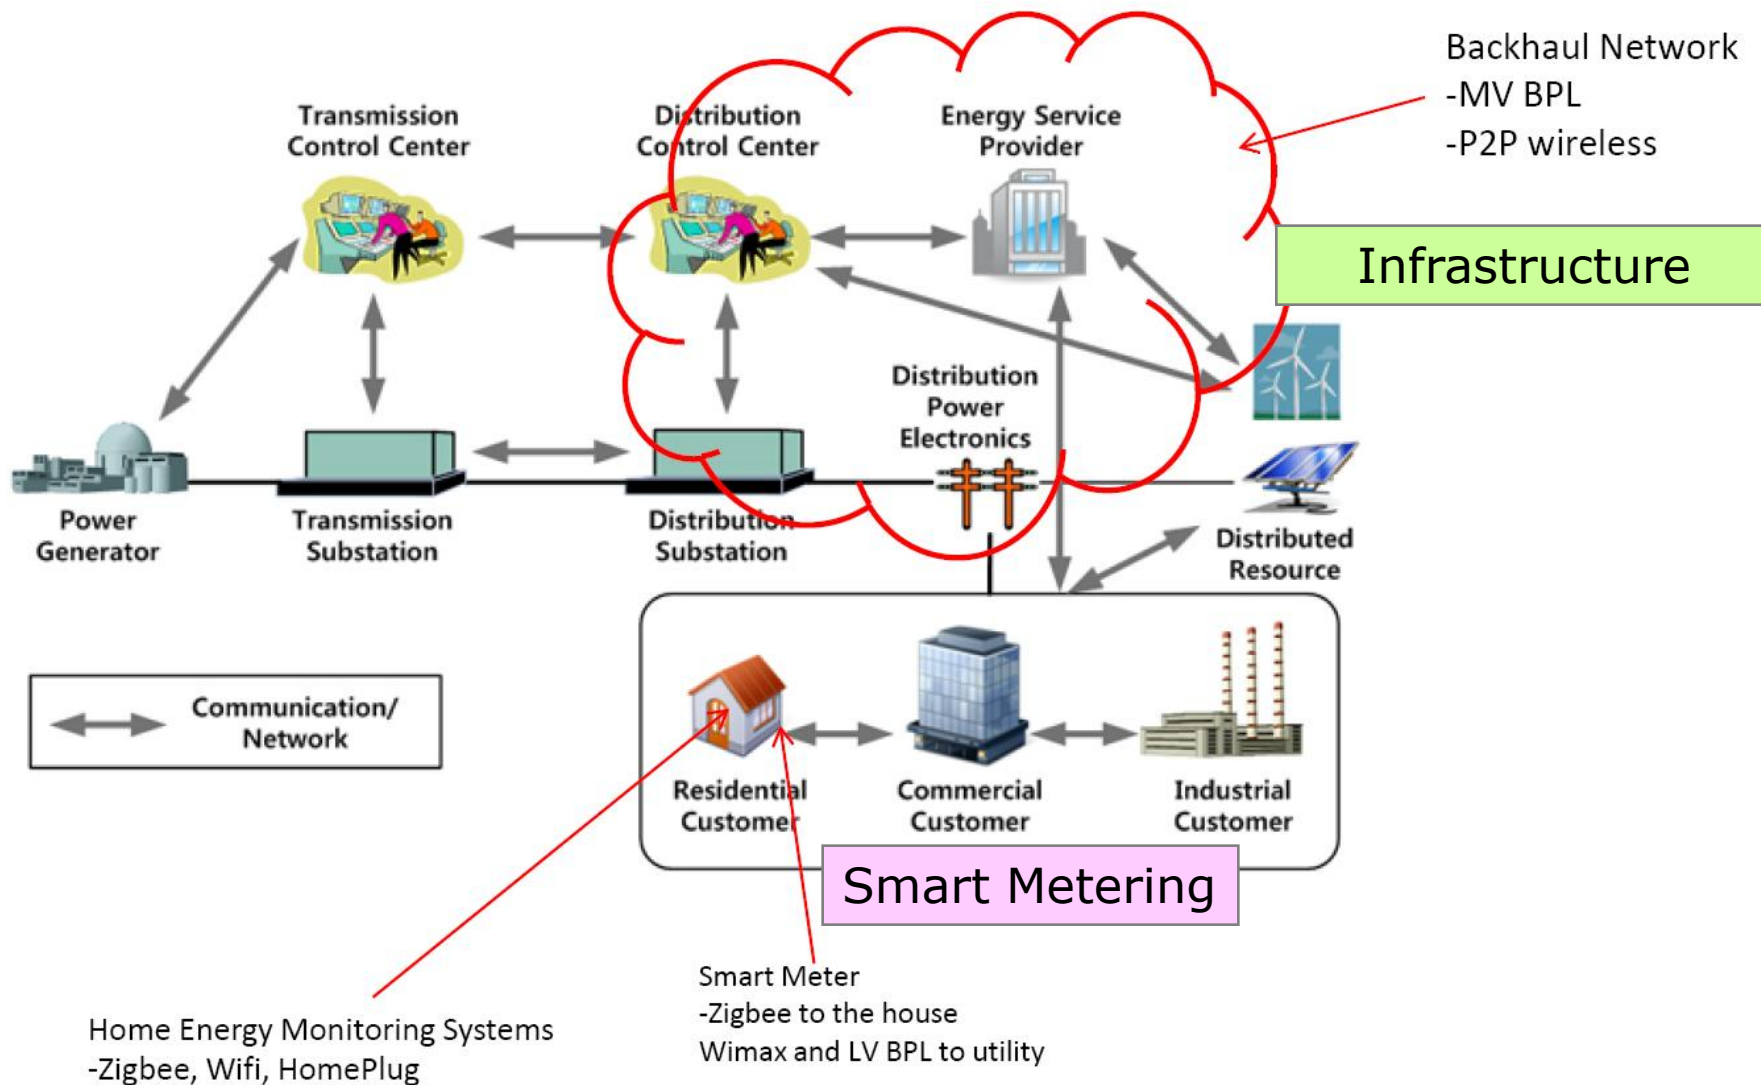 Backhaul Network
-MV BPL
-P2P wireless
Transmission
Control Center
Distribution
Control Center
Energy Service
Provider
Infrastructure
Distribution
Power
Electronics
Power
Generator
Transmission
Substation
Distribution
Substation
Distributed
Resource
Communication/
Network
Residential
Customer
Commercial
Customer
Industrial
Customer
Smart Metering
Smart Meter
-Zigbee to the house
Wimax and LV BPL to utility
Home Energy Monitoring Systems
-Zigbee, Wifi, HomePlug